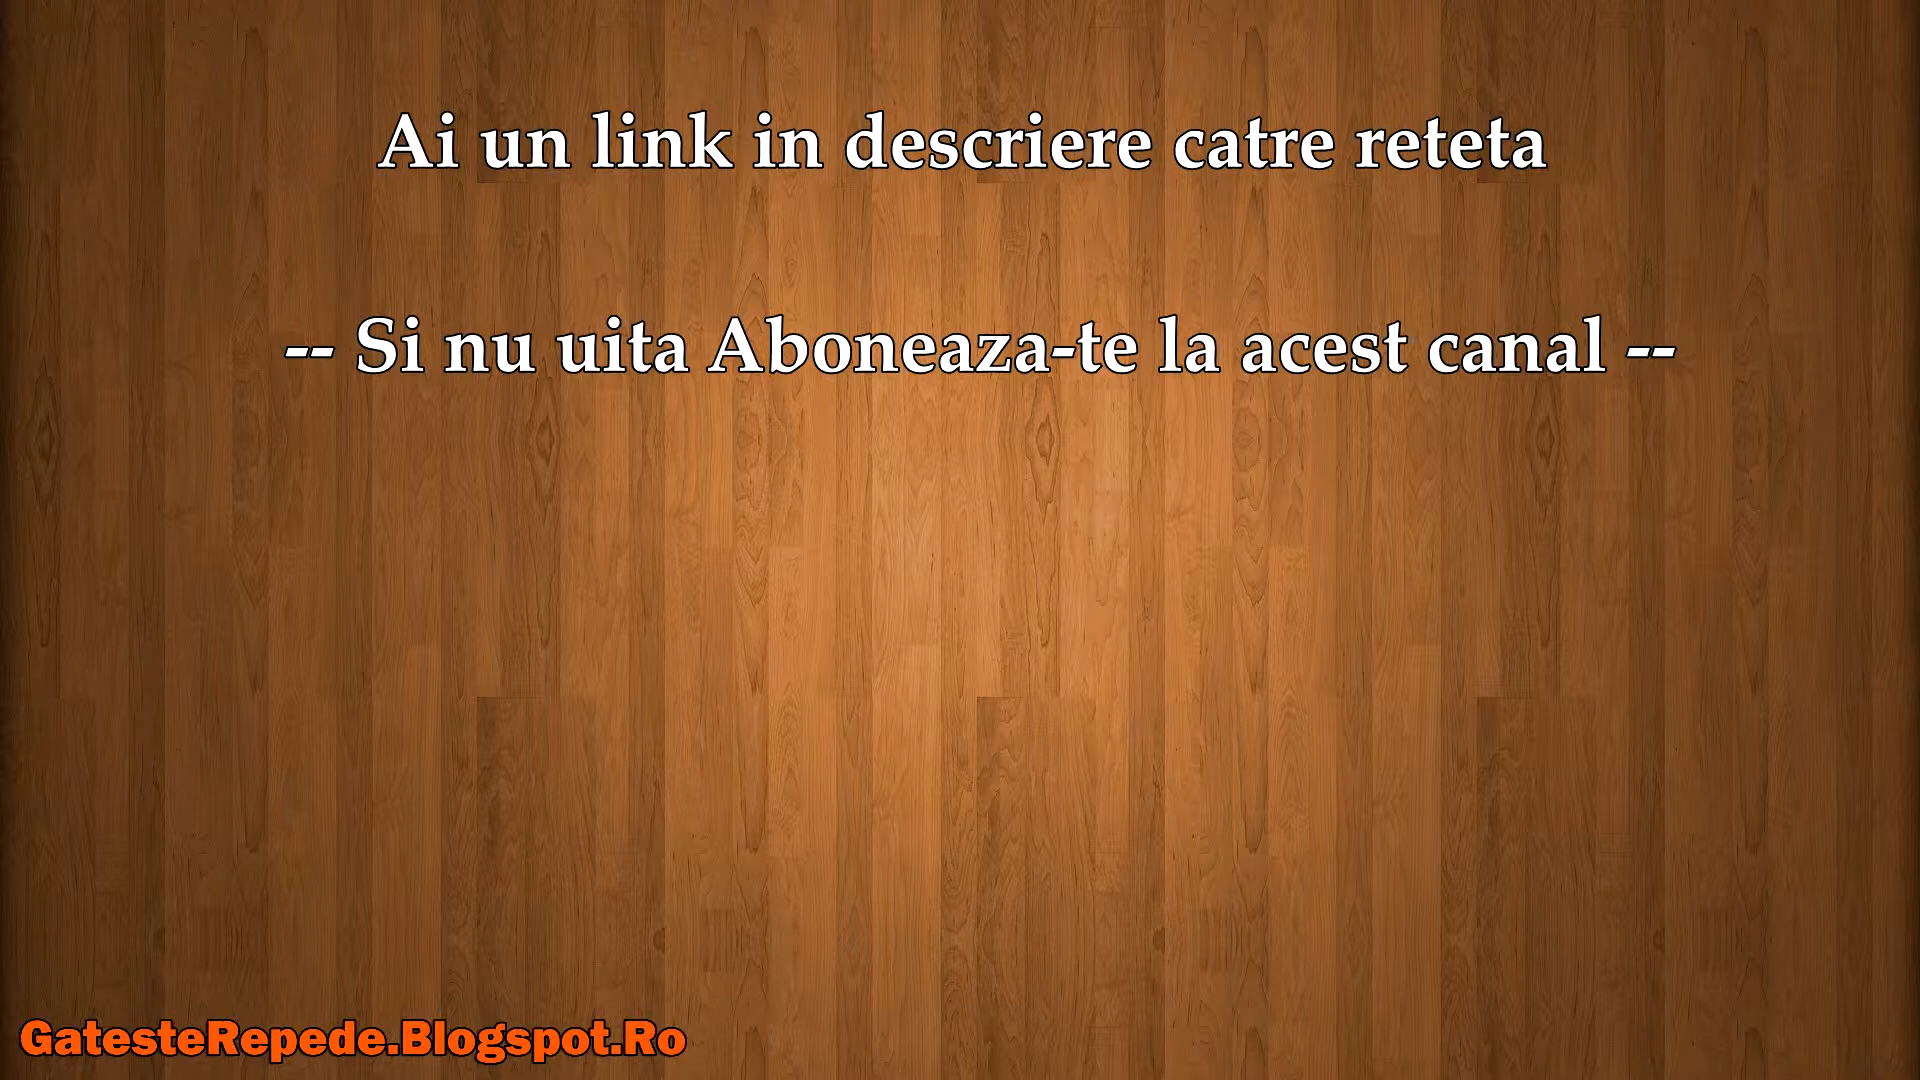 Ai un link in descriere catre reteta
-- Si nu uita Aboneaza-te la acest canal --
GatesteRepede.Blogspot.Ro